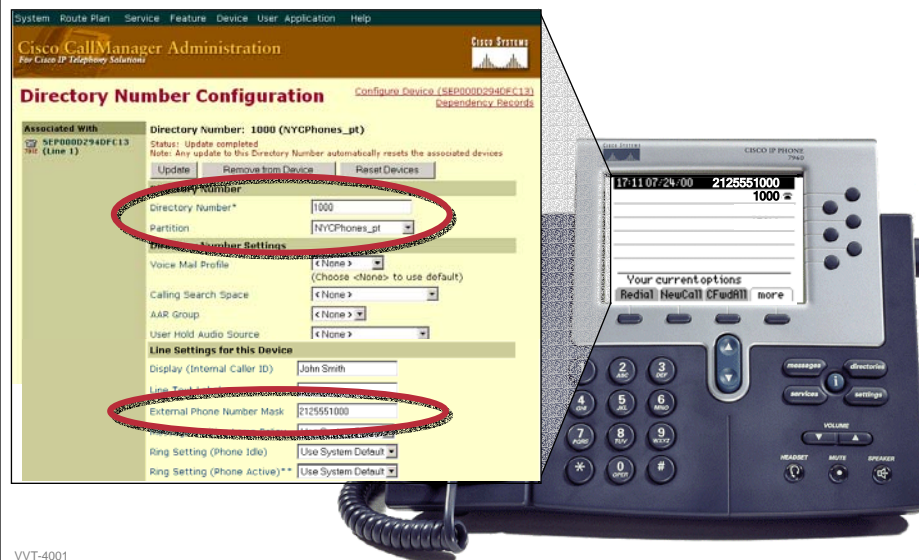 System Route Plan Service Feature Device User Application Help
Cisco CallManager Administration
For Cisco IP Telephony Solutions
CISCO SYSTEMS
Directory Number Configuration
Configure Device (SEP000D294DFC13)
Dependency Records
Associated With
SEP000D294DFC13
(Line 1)
Directory Number: 1000 (NYCPhones_pt)
Status: Update completed
Note: Any update to this Directory Number automatically resets the associated devices
Update Remove from Device Reset Devices
Directory Number
Directory Number* 1000
Partition NYCPhones_pt
Directory Number Settings
Voice Mail Profile < None >
(Choose <None> to use default)
Calling Search Space < None >
AAR Group < None >
User Hold Audio Source < None >
Line Settings for this Device
Display (Internal Caller ID) John Smith
External Phone Number Mask 2125551000
Ring Setting (Phone Idle) Use System Default
Ring Setting (Phone Active)** Use System Default
CISCO SYSTEMS
CISCO IP PHONE
7960
17:11 07/24/00 2125551000
1000
Your current options
Redial NewCall CFwdAll more
2 ABC
3 DEF
4 GHI
5 JKL
6 MNO
7 PQRS
8 TUV
9 WXYZ
*
0 OPER
#
messages directories
i
services settings
VOLUME
HEADSET MUTE SPEAKER
VVT-4001